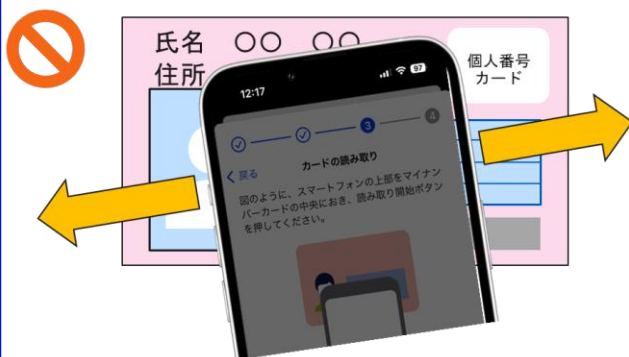 氏名 〇〇 〇〇
住所
個人番号
カード
12:17
97
3
4
戻る
カードの読み取り
図のように、スマートフォンの上部をマイナン
バーカードの中央におき、読み取り開始ボタン
を押してください。